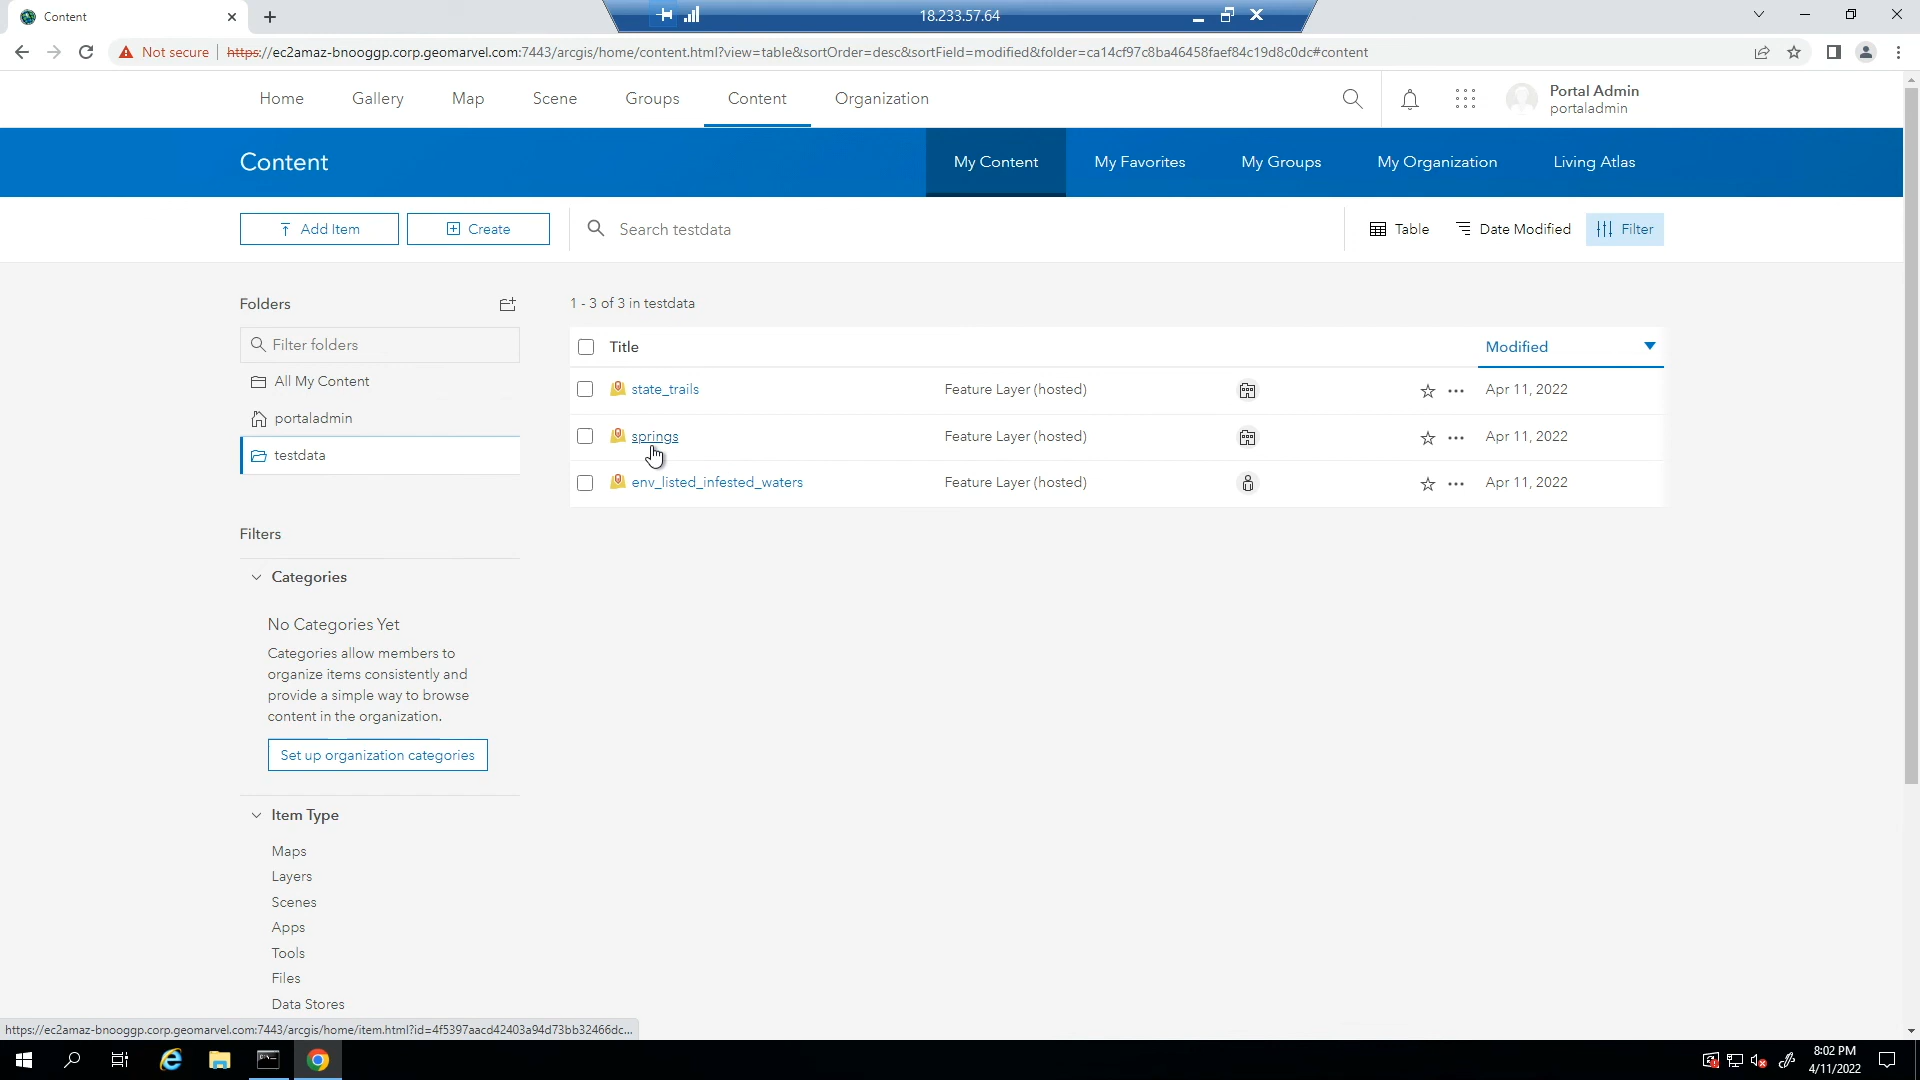 Content
18.233.57.64
Not secure
https://ec2amaz-bnooggp.corp.geomarvel.com:7443/arcgis/home/content.html?view=table&sortOrder=desc&sortField=modified&folder=ca14cf97c8ba46458faef84c19d8c0dc#content
Home
Gallery
Map
Scene
Groups
Content
Organization
Portal Admin
portaladmin
Content
My Content
My Favorites
My Groups
My Organization
Living Atlas
Add Item
Create
Search testdata
Table
Date Modified
Filter
Folders
1 - 3 of 3 in testdata
Filter folders
Title
Modified
All My Content
state_trails
Feature Layer (hosted)
Apr 11, 2022
portaladmin
springs
Feature Layer (hosted)
Apr 11, 2022
testdata
env_listed_infested_waters
Feature Layer (hosted)
Apr 11, 2022
Filters
Categories
No Categories Yet
Categories allow members to
organize items consistently and
provide a simple way to browse
content in the organization.
Set up organization categories
Item Type
Maps
Layers
Scenes
Apps
Tools
Files
Data Stores
https://ec2amaz-bnooggp.corp.geomarvel.com:7443/arcgis/home/item.html?id=4f5397aacd42403a94d73bb32466dc...
8:02 PM
4/11/2022